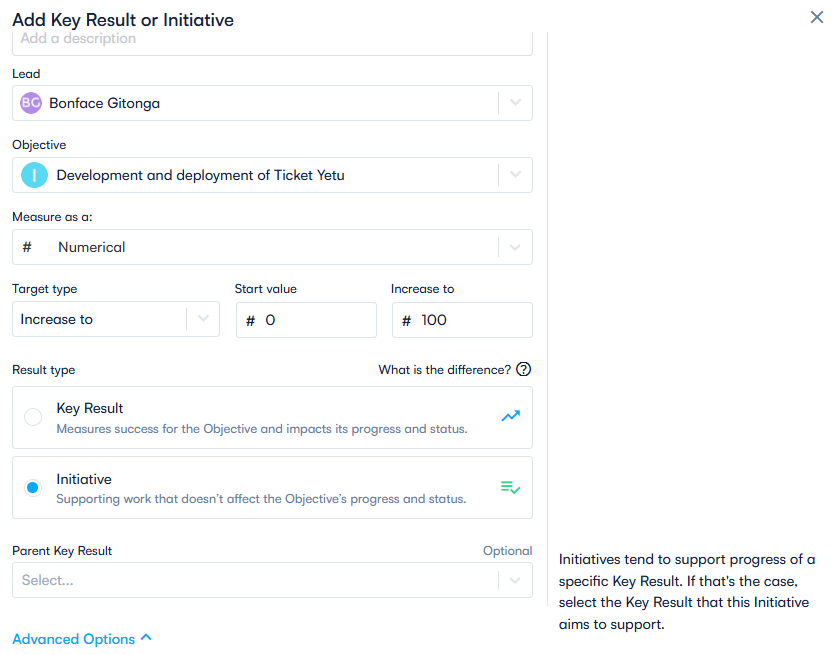 Add Key Result or Initiative
Add a description
Lead
BG Bonface Gitonga
Objective
I Development and deployment of Ticket Yetu
Measure as a:
# Numerical
Target type Start value Increase to
Increase to # 0 # 100
Result type What is the difference?
Key Result
Measures success for the Objective and impacts its progress and status.
Initiative
Supporting work that doesn't affect the Objective's progress and status.
Parent Key Result Optional
Select...
Initiatives tend to support progress of a
specific Key Result. If that's the case,
select the Key Result that this Initiative
aims to support.
Advanced Options